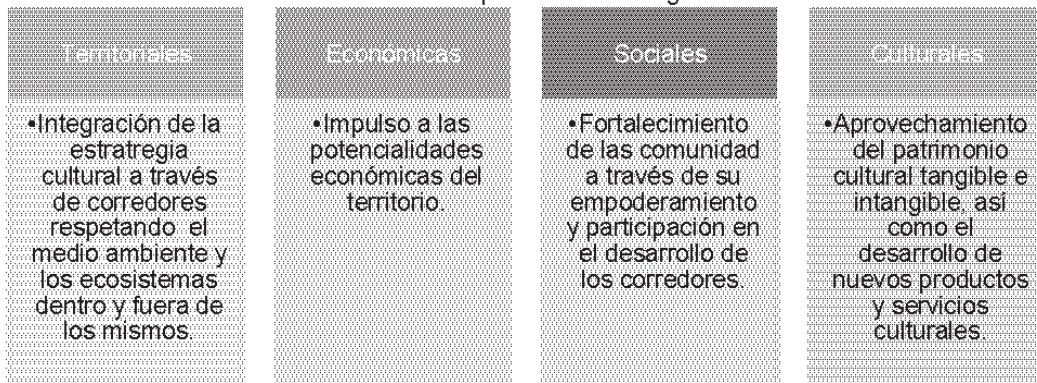 Territoriales
•Integración de la
estratregia
cultural a través
de corredores
respetando el
medio ambiente y
los ecosistemas
dentro y fuera de
los mismos.
Económicas
•Impulso a las
potencialidades
económicas del
territorio.
Sociales
•Fortalecimiento
de las comunidad
a través de su
empoderamiento
y participación en
el desarrollo de
los corredores.
Culturales
•Aprovechamiento
del patrimonio
cultural tangible e
intangible, así
como el
desarrollo de
nuevos productos
y servicios
culturales.